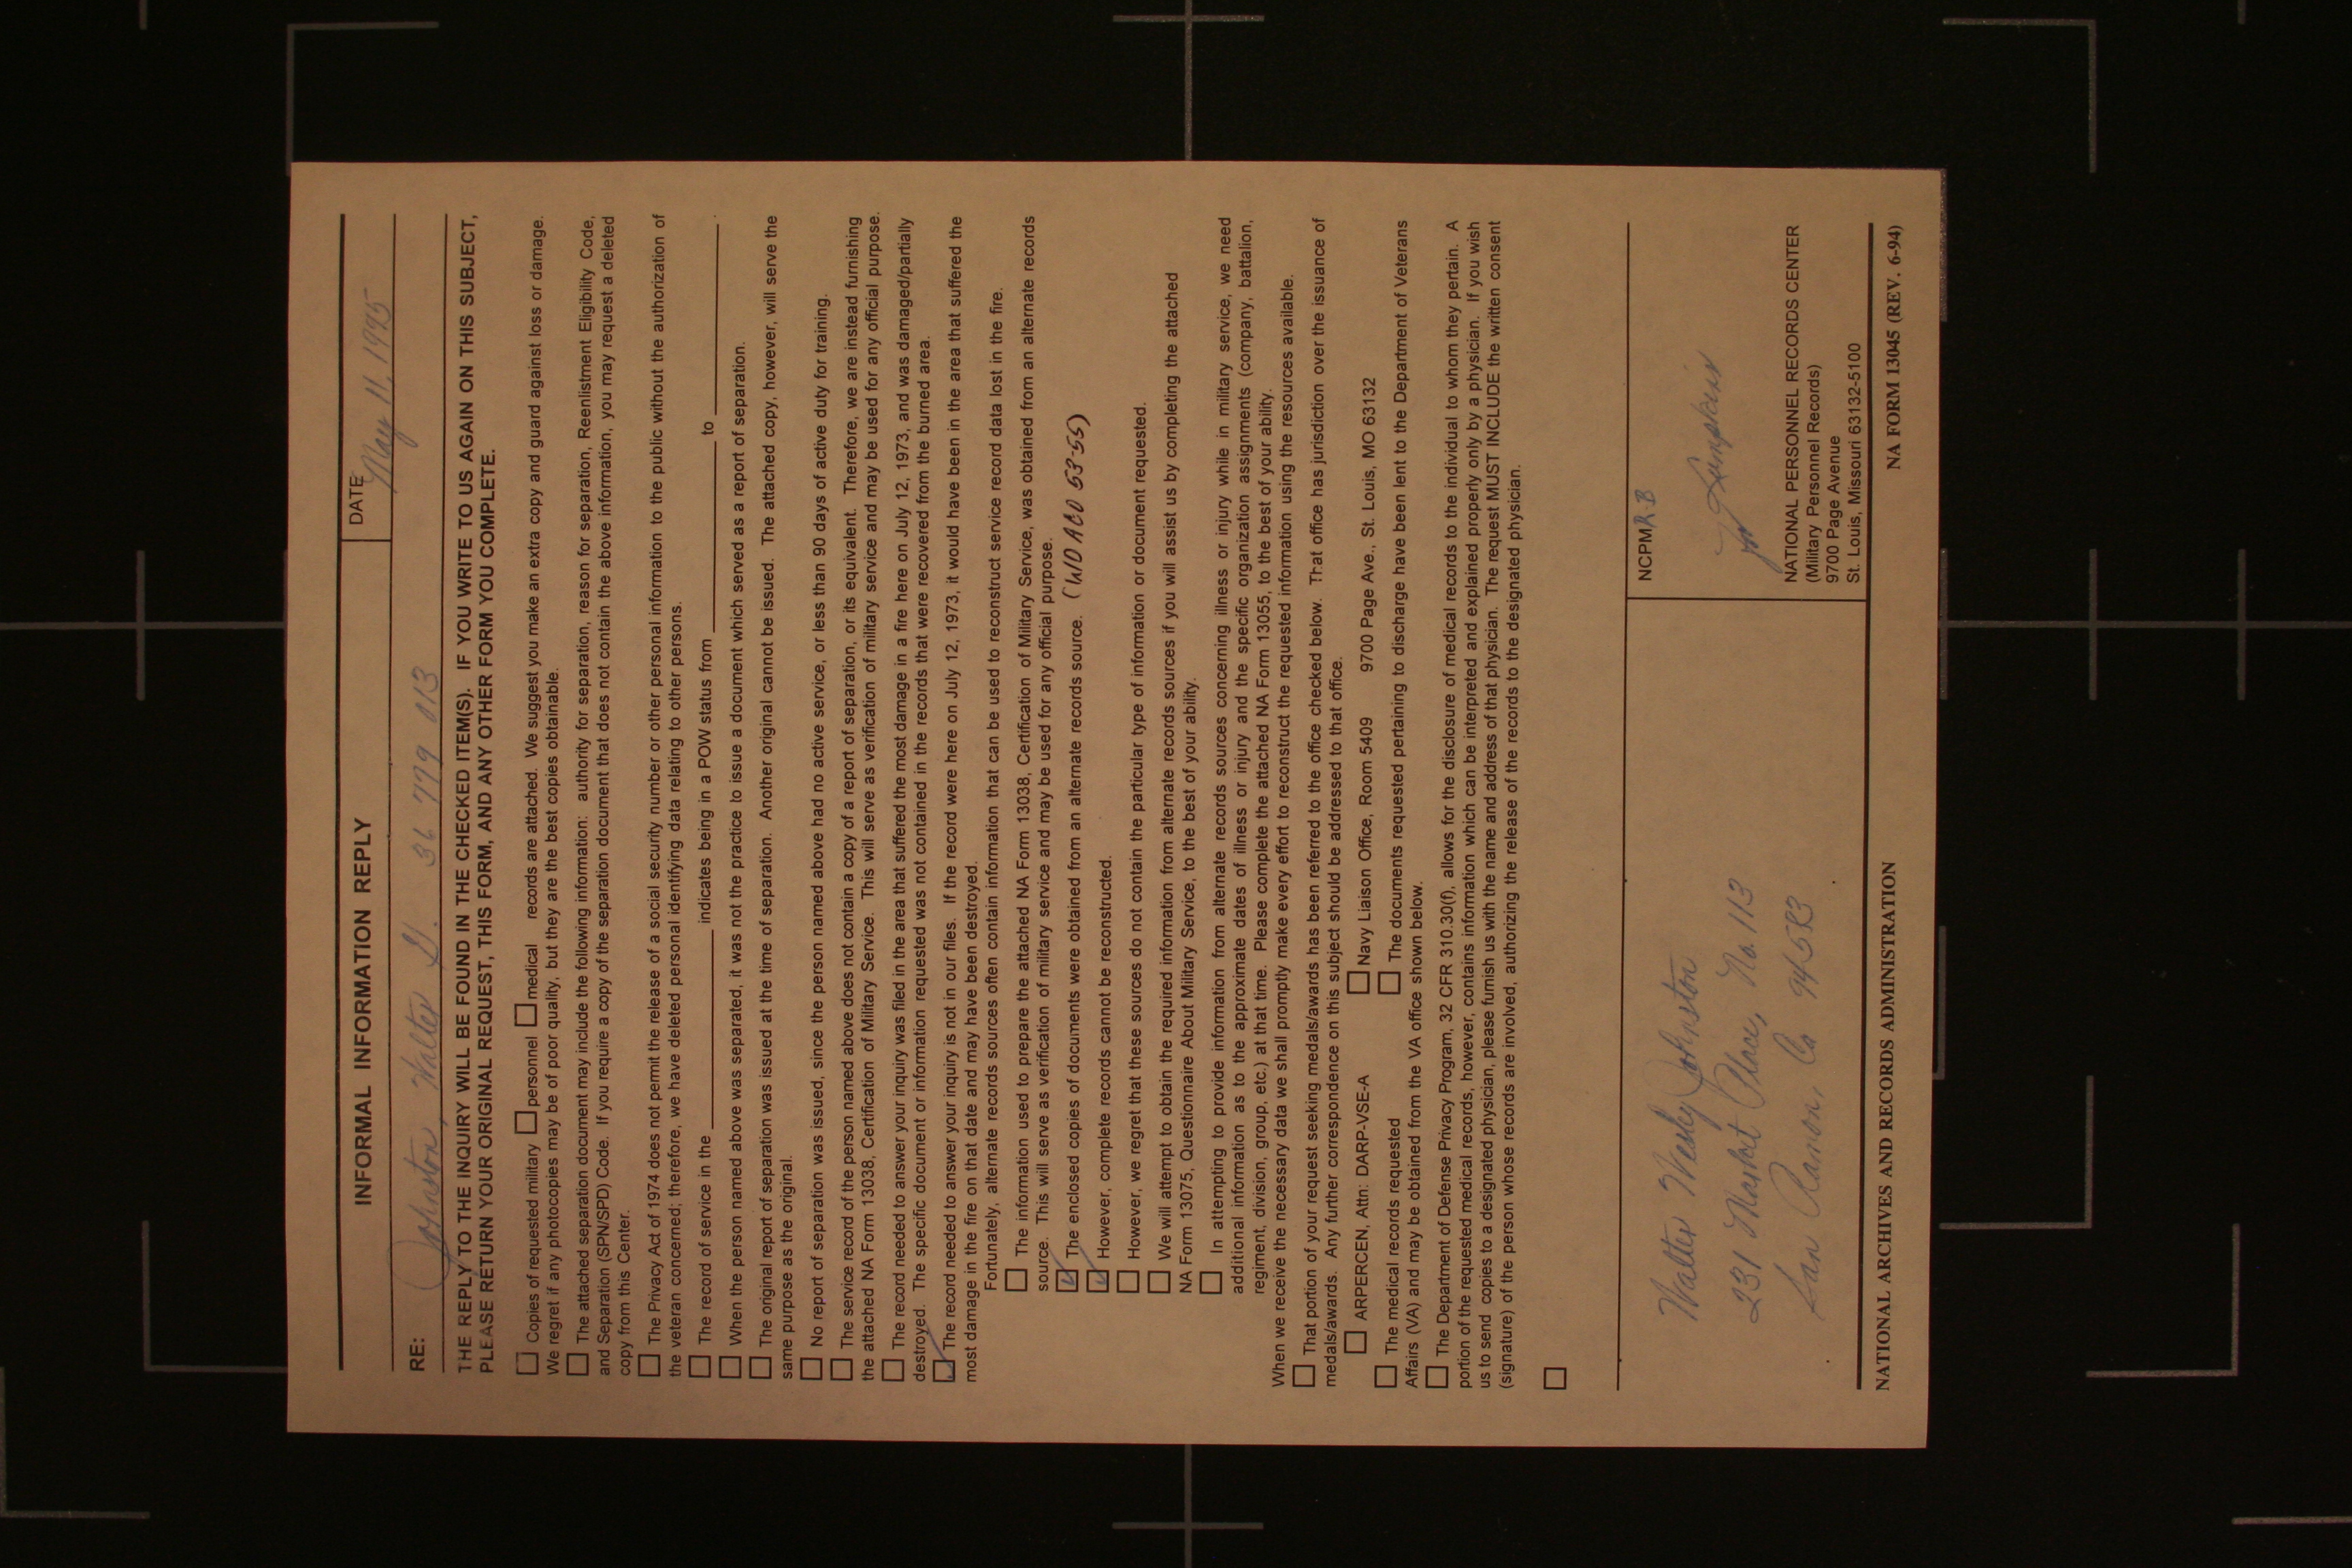 INFORMAL INFORMATION REPLY
DATE
May 11, 1995
RE: Johnston, Walter G. 36 779 013
THE REPLY TO THE INQUIRY WILL BE FOUND IN THE CHECKED ITEM(S). IF YOU WRITE TO US AGAIN ON THIS SUBJECT,
PLEASE RETURN YOUR ORIGINAL REQUEST, THIS FORM, AND ANY OTHER FORM YOU COMPLETE.
☐ Copies of requested military ☐ personnel ☐ medical records are attached. We suggest you make an extra copy and guard against loss or damage.
We regret if any photocopies may be of poor quality, but they are the best copies obtainable.
☐ The attached separation document may include the following information: authority for separation, reason for separation, Reenlistment Eligibility Code,
and Separation (SPN/SPD) Code. If you require a copy of the separation document that does not contain the above information, you may request a deleted
copy from this Center.
☐ The Privacy Act of 1974 does not permit the release of a social security number or other personal information to the public without the authorization of
the veteran concerned; therefore, we have deleted personal identifying data relating to other persons.
☐ The record of service in the ____ indicates being in a POW status from ____ to ____.
☐ When the person named above was separated, it was not the practice to issue a document which served as a report of separation.
☐ The original report of separation was issued at the time of separation. Another original cannot be issued. The attached copy, however, will serve the
same purpose as the original.
☐ No report of separation was issued, since the person named above had no active service, or less than 90 days of active duty for training.
☐ The service record of the person named above does not contain a copy of a report of separation, or its equivalent. Therefore, we are instead furnishing
the attached NA Form 13038, Certification of Military Service. This will serve as verification of military service and may be used for any official purpose.
☐ The record needed to answer your inquiry was filed in the area that suffered the most damage in a fire here on July 12, 1973, and was damaged/partially
destroyed. The specific document or information requested was not contained in the records that were recovered from the burned area.
☑ The record needed to answer your inquiry is not in our files. If the record were here on July 12, 1973, it would have been in the area that suffered the
most damage in the fire on that date and may have been destroyed.
Fortunately, alternate records sources often contain information that can be used to reconstruct service record data lost in the fire.
☐ The information used to prepare the attached NA Form 13038, Certification of Military Service, was obtained from an alternate records
source. This will serve as verification of military service and may be used for any official purpose.
☑ The enclosed copies of documents were obtained from an alternate records source. (WD AGO 53-55)
☑ However, complete records cannot be reconstructed.
☐ However, we regret that these sources do not contain the particular type of information or document requested.
☐ We will attempt to obtain the required information from alternate records sources if you will assist us by completing the attached
NA Form 13075, Questionnaire About Military Service, to the best of your ability.
☐ In attempting to provide information from alternate records sources concerning illness or injury while in military service, we need
additional information as to the approximate dates of illness or injury and the specific organization assignments (company, battalion,
regiment, division, group, etc.) at that time. Please complete the attached NA Form 13055, to the best of your ability.
When we receive the necessary data we shall promptly make every effort to reconstruct the requested information using the resources available.
☐ That portion of your request seeking medals/awards has been referred to the office checked below. That office has jurisdiction over the issuance of
medals/awards. Any further correspondence on this subject should be addressed to that office.
☐ ARPERCEN, Attn: DARP-VSE-A ☐ Navy Liaison Office, Room 5409 9700 Page Ave., St. Louis, MO 63132
☐ The medical records requested ☐ The documents requested pertaining to discharge have been lent to the Department of Veterans
Affairs (VA) and may be obtained from the VA office shown below.
☐ The Department of Defense Privacy Program, 32 CFR 310.30(f), allows for the disclosure of medical records to the individual to whom they pertain. A
portion of the requested medical records, however, contains information which can be interpreted and explained properly only by a physician. If you wish
us to send copies to a designated physician, please furnish us with the name and address of that physician. The request MUST INCLUDE the written consent
(signature) of the person whose records are involved, authorizing the release of the records to the designated physician.
☐
Walter Wesley Johnston
231 Market Place, No. 113
San Ramon, Ca 94583
NCPMR-B
Lumpkins
NATIONAL PERSONNEL RECORDS CENTER
(Military Personnel Records)
9700 Page Avenue
St. Louis, Missouri 63132-5100
NATIONAL ARCHIVES AND RECORDS ADMINISTRATION
NA FORM 13045 (REV. 6-94)